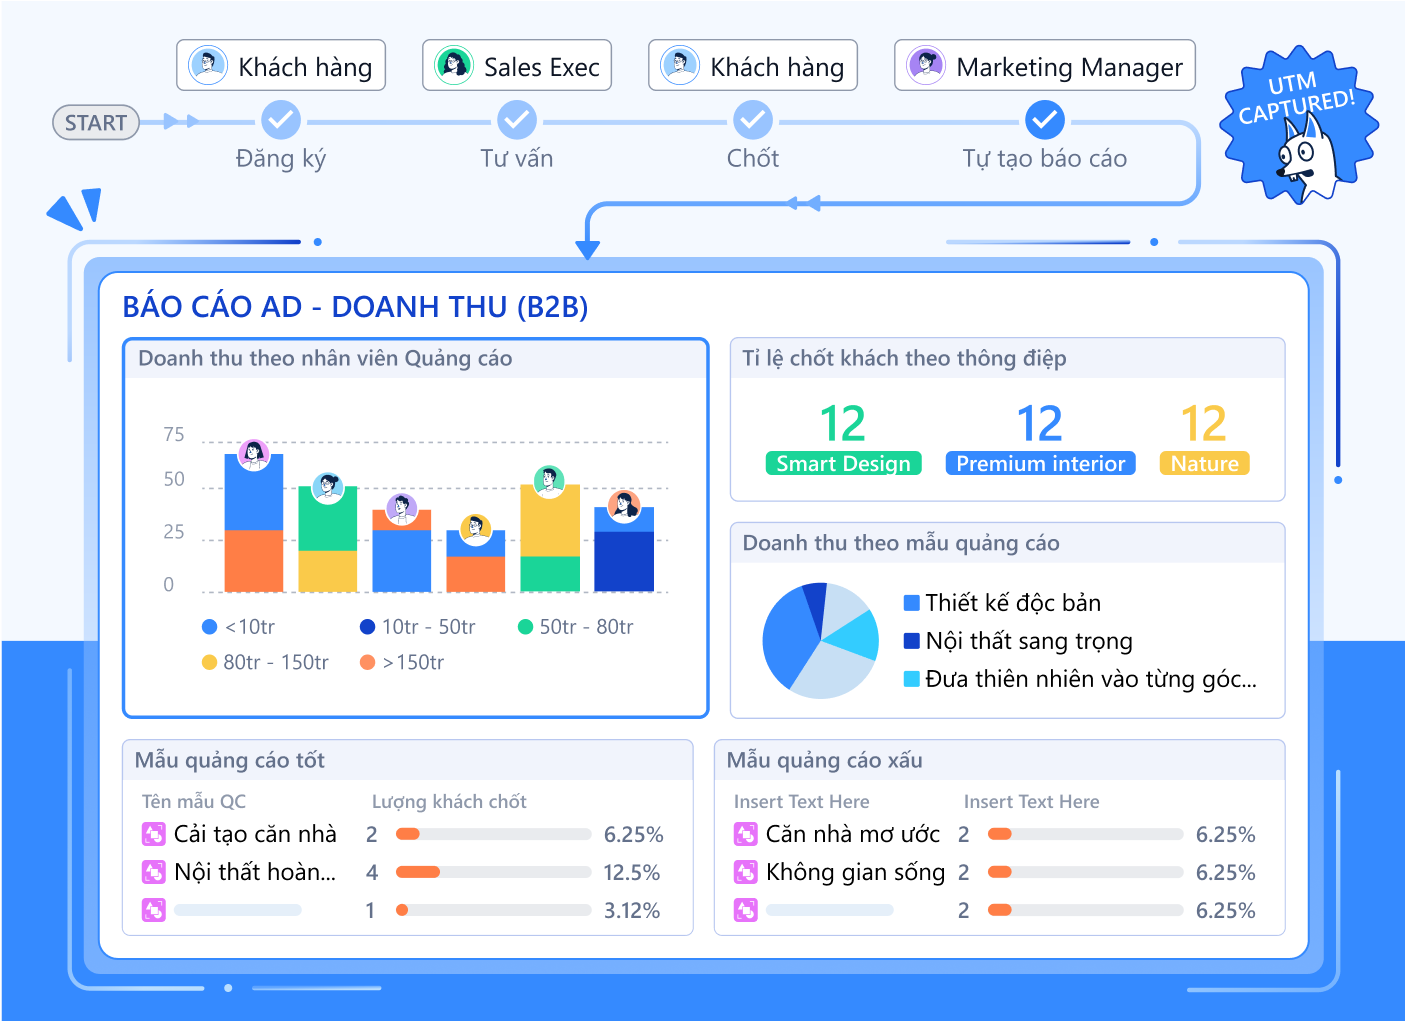 Khách hàng
Sales Exec
Khách hàng
Marketing Manager
UTM
CAPTURED!
START
Đăng ký
Tư vấn
Chốt
Tự tạo báo cáo
BÁO CÁO AD - DOANH THU (B2B)
Doanh thu theo nhân viên Quảng cáo
75
50
25
0
<10tr
10tr - 50tr
50tr - 80tr
80tr - 150tr
>150tr
Tỉ lệ chốt khách theo thông điệp
12
12
12
Smart Design
Premium interior
Nature
Doanh thu theo mẫu quảng cáo
Thiết kế độc bản
Nội thất sang trọng
Đưa thiên nhiên vào từng góc...
Mẫu quảng cáo tốt
Tên mẫu QC
Lượng khách chốt
Cải tạo căn nhà 2 6.25%
Nội thất hoàn... 4 12.5%
1 3.12%
Mẫu quảng cáo xấu
Insert Text Here
Insert Text Here
Căn nhà mơ ước 2 6.25%
Không gian sống 2 6.25%
2 6.25%